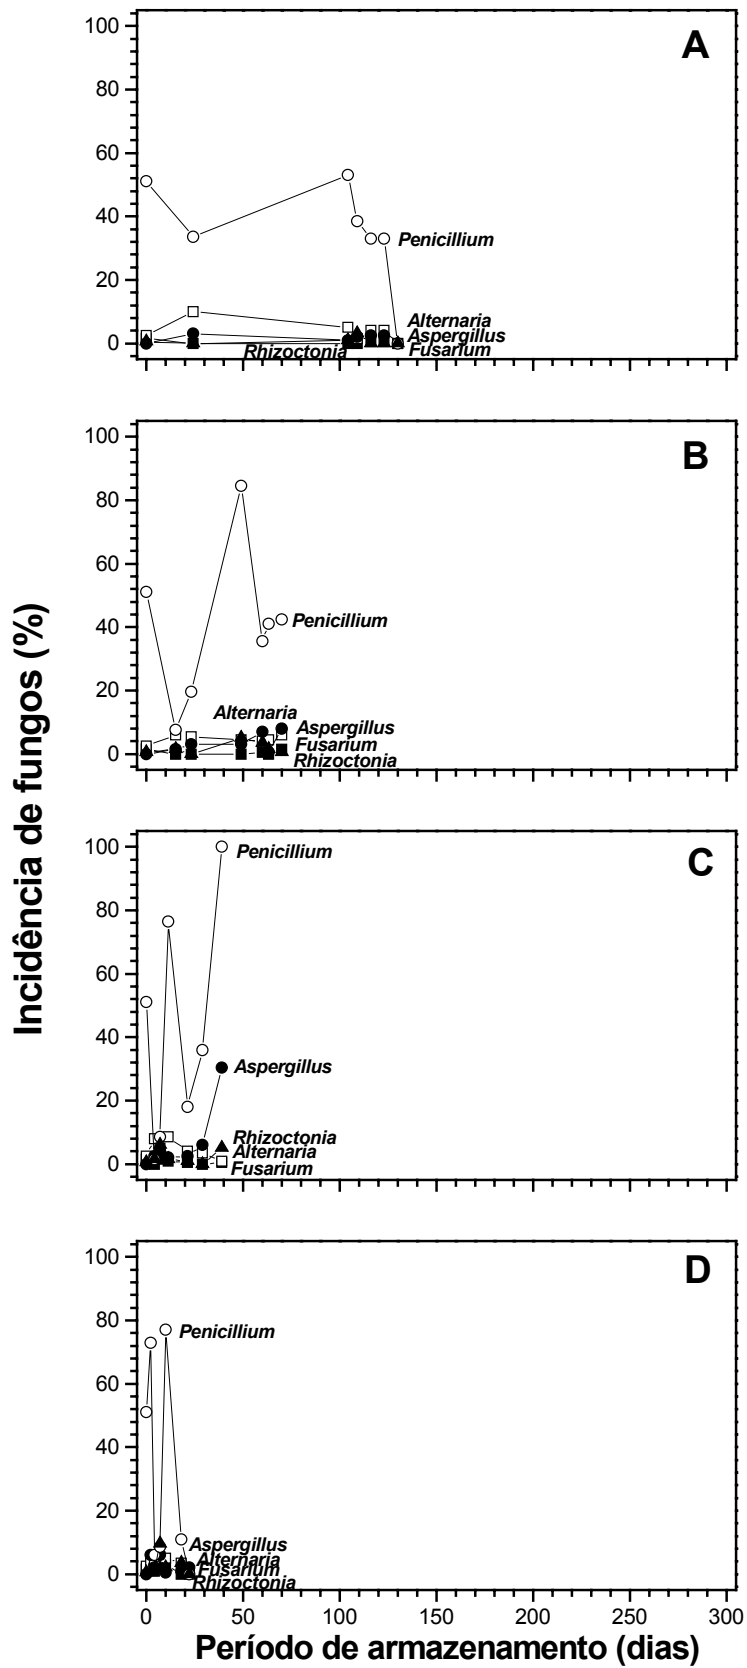 Incidência de fungos (%)
A
100
80
60
40
20
0
Penicillium
Alternaria
Aspergillus
Fusarium
Rhizoctonia
B
100
80
60
40
20
0
Penicillium
Alternaria
Aspergillus
Fusarium
Rhizoctonia
C
100
80
60
40
20
0
Penicillium
Aspergillus
Rhizoctonia
Alternaria
Fusarium
D
100
80
60
40
20
0
Penicillium
Aspergillus
Alternaria
Fusarium
Rhizoctonia
0 50 100 150 200 250 300
Período de armazenamento (dias)